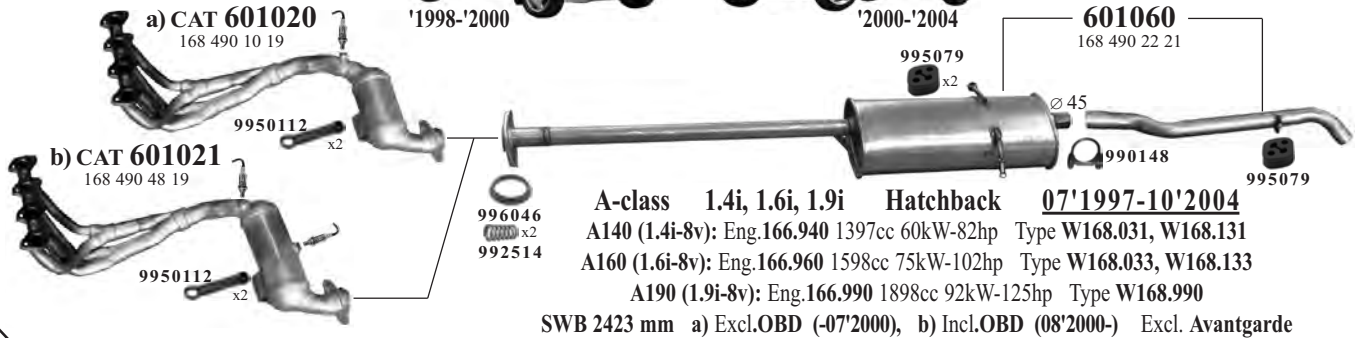 a) CAT 601020
168 490 10 19
'1998-'2000
'2000-'2004
601060
168 490 22 21
995079
x2
∅ 45
9950112
x2
b) CAT 601021
168 490 48 19
990148
995079
996046
x2
992514
9950112
x2
A-class 1.4i, 1.6i, 1.9i Hatchback 07'1997-10'2004
A140 (1.4i-8v): Eng.166.940 1397cc 60kW-82hp Type W168.031, W168.131
A160 (1.6i-8v): Eng.166.960 1598cc 75kW-102hp Type W168.033, W168.133
A190 (1.9i-8v): Eng.166.990 1898cc 92kW-125hp Type W168.990
SWB 2423 mm a) Excl.OBD (-07'2000), b) Incl.OBD (08'2000-) Excl. Avantgarde